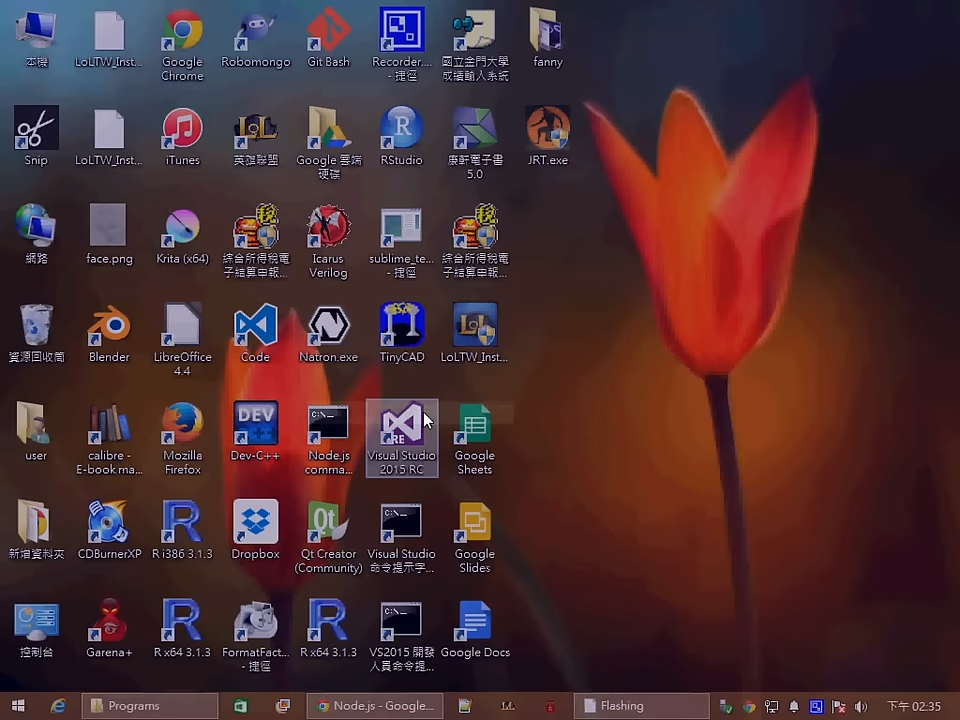 本機
LoLTW_Inst...
Google
Chrome
Robomongo
Git Bash
Recorder....
- 捷徑
國立金門大學
成績輸入系統
fanny
Snip
LoLTW_Inst...
iTunes
英雄聯盟
Google 雲端
硬碟
RStudio
康軒電子書
5.0
JRT.exe
網路
face.png
Krita (x64)
綜合所得稅電
子結算申報...
Icarus
Verilog
sublime_te...
- 捷徑
綜合所得稅電
子結算申報...
資源回收筒
Blender
LibreOffice
4.4
Code
Natron.exe
TinyCAD
LoLTW_Inst...
user
calibre -
E-book ma...
Mozilla
Firefox
DEV
Dev-C++
Node.js
comma...
Visual Studio
2015 RC
Google
Sheets
新增資料夾
CDBurnerXP
R i386 3.1.3
Dropbox
Qt Creator
(Community)
Visual Studio
命令提示字...
Google
Slides
控制台
Garena+
R x64 3.1.3
FormatFact...
- 捷徑
R x64 3.1.3
VS2015 開發
人員命令提...
Google Docs
Programs
Node.js - Google...
Flashing
下午 02:35